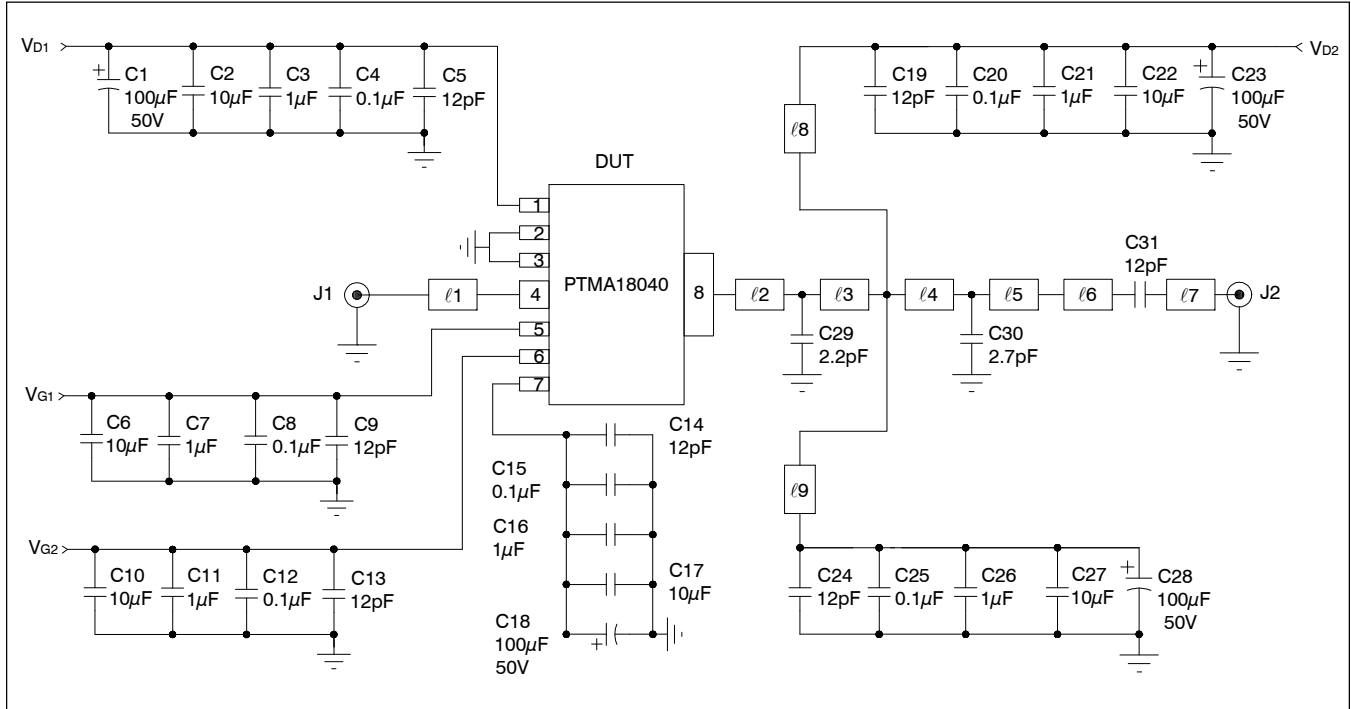 VD1
C1
100µF
50V
C2
10µF
C3
1µF
C4
0.1µF
C5
12pF
VD2
C19
12pF
C20
0.1µF
C21
1µF
C22
10µF
C23
100µF
50V
ℓ8
DUT
PTMA18040
1
2
3
4
5
6
7
8
J1
ℓ1
ℓ2
ℓ3
ℓ4
ℓ5
ℓ6
C31
12pF
ℓ7
J2
C29
2.2pF
C30
2.7pF
VG1
C6
10µF
C7
1µF
C8
0.1µF
C9
12pF
VG2
C10
10µF
C11
1µF
C12
0.1µF
C13
12pF
C14
12pF
C15
0.1µF
C16
1µF
C17
10µF
C18
100µF
50V
ℓ9
C24
12pF
C25
0.1µF
C26
1µF
C27
10µF
C28
100µF
50V